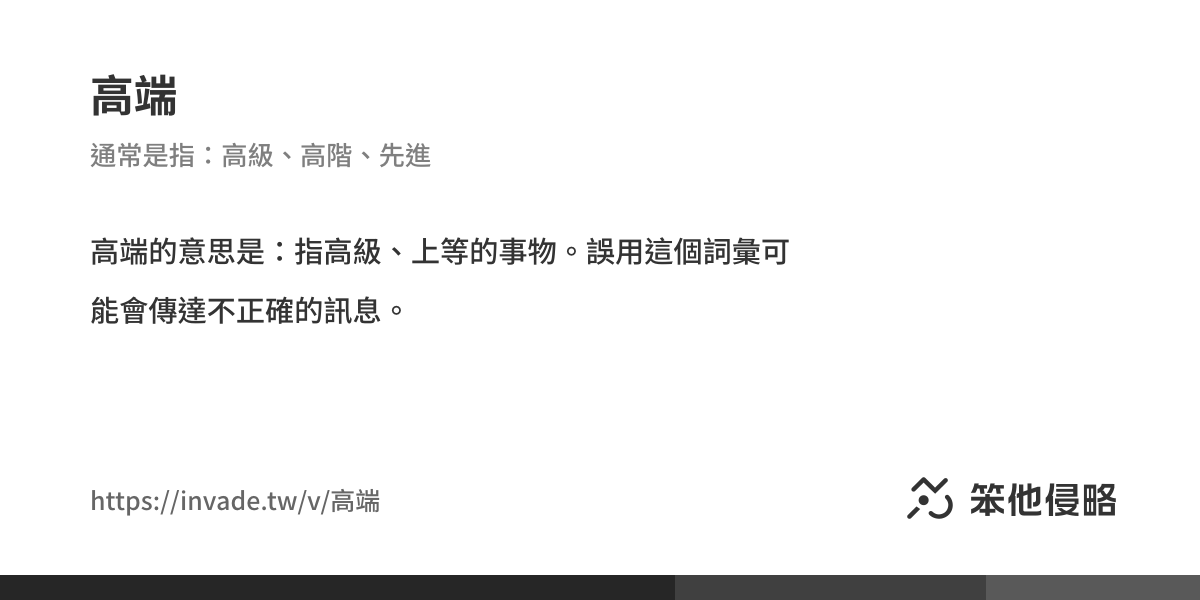 高端
通常是指：高級、高階、先進
高端的意思是：指高級、上等的事物。誤用這個詞彙可
能會傳達不正確的訊息。
https://invade.tw/v/高端
笨他侵略